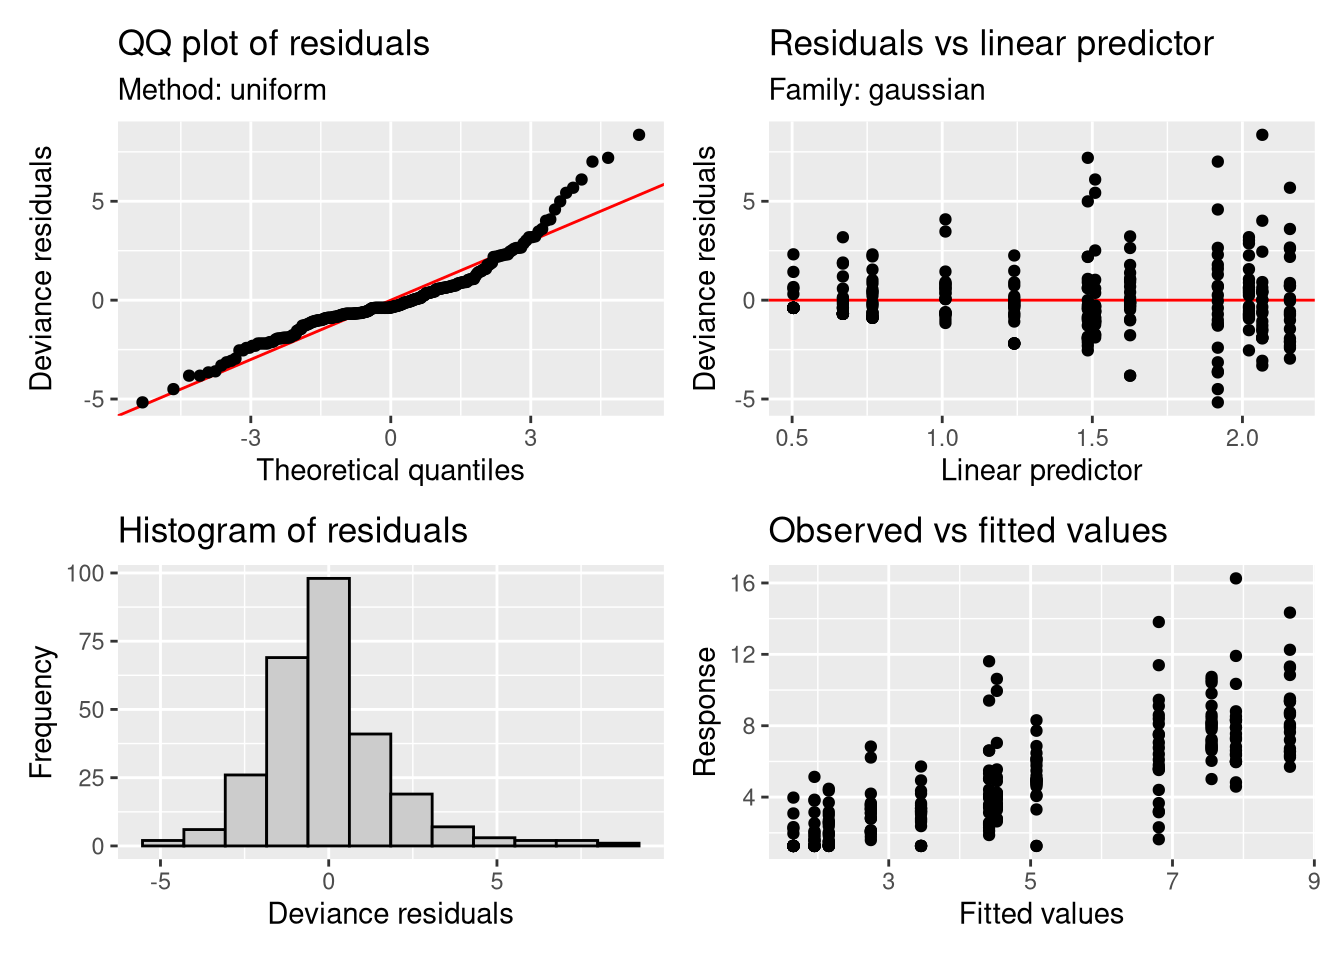 QQ plot of residuals
Method: uniform
Deviance residuals
5
0
-5
-3
0
3
Theoretical quantiles
Residuals vs linear predictor
Family: gaussian
Deviance residuals
5
0
-5
0.5
1.0
1.5
2.0
Linear predictor
Histogram of residuals
Frequency
100
75
50
25
0
-5
0
5
Deviance residuals
Observed vs fitted values
Response
16
12
8
4
3
5
7
9
Fitted values